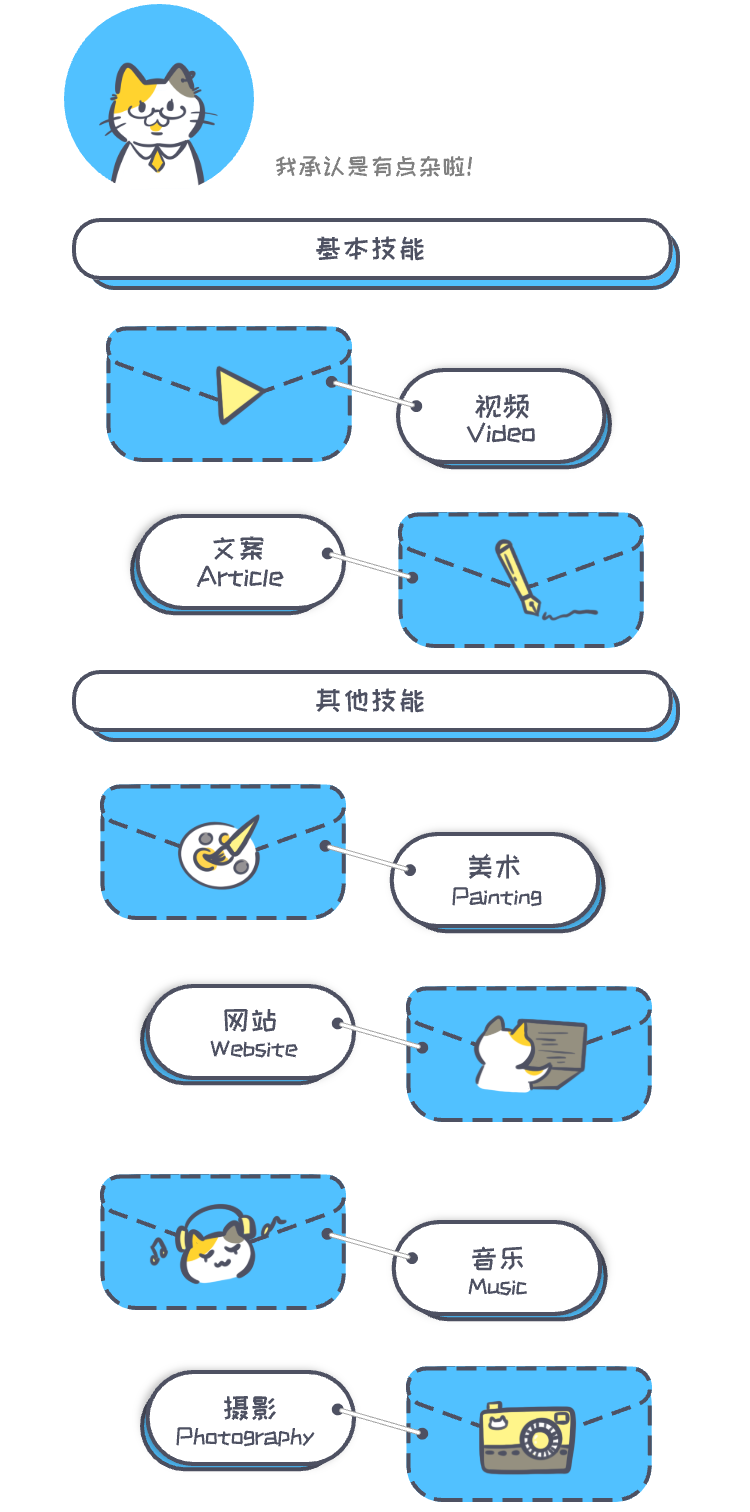 我承认是有点杂啦!
基本技能
视频
Video
文案
Article
其他技能
美术
Painting
网站
Website
音乐
Music
摄影
Photography